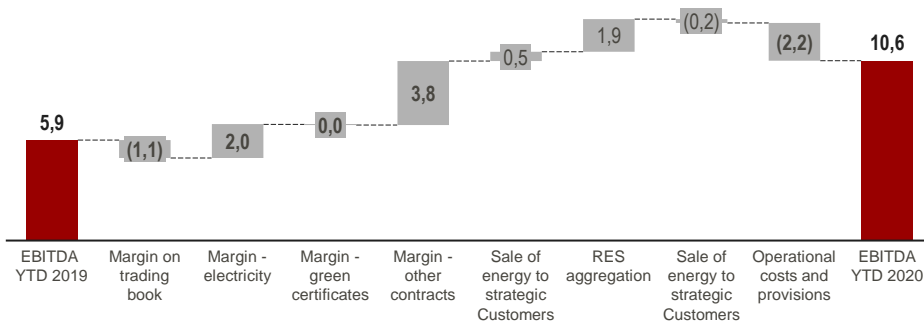 5,9
(1,1)
2,0
0,0
3,8
0,5
1,9
(0,2)
(2,2)
10,6
EBITDA
YTD 2019
Margin on
trading
book
Margin -
electricity
Margin -
green
certificates
Margin -
other
contracts
Sale of
energy to
strategic
Customers
RES
aggregation
Sale of
energy to
strategic
Customers
Operational
costs and
provisions
EBITDA
YTD 2020